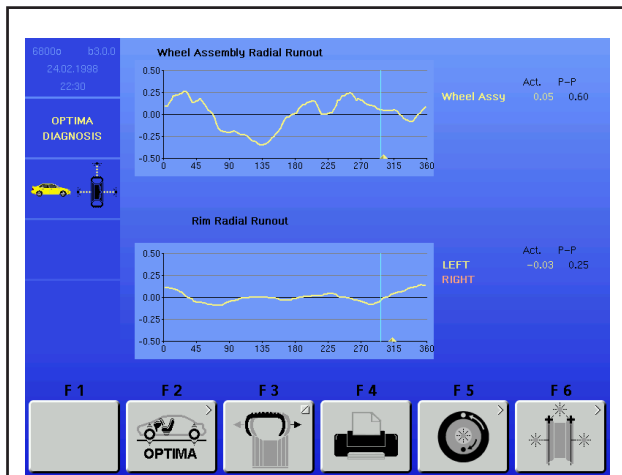 6800o b3.0.0
24.02.1998
22:30
OPTIMA
DIAGNOSIS
Wheel Assembly Radial Runout
0.50
0.25
0.00
-0.25
-0.50
0 45 90 135 180 225 270 315 360
Act. P-P
Wheel Assy 0.05 0.60
Rim Radial Runout
0.50
0.25
0.00
-0.25
-0.50
0 45 90 135 180 225 270 315 360
Act. P-P
LEFT -0.03 0.25
RIGHT
F 1 F 2 F 3 F 4 F 5 F 6
OPTIMA